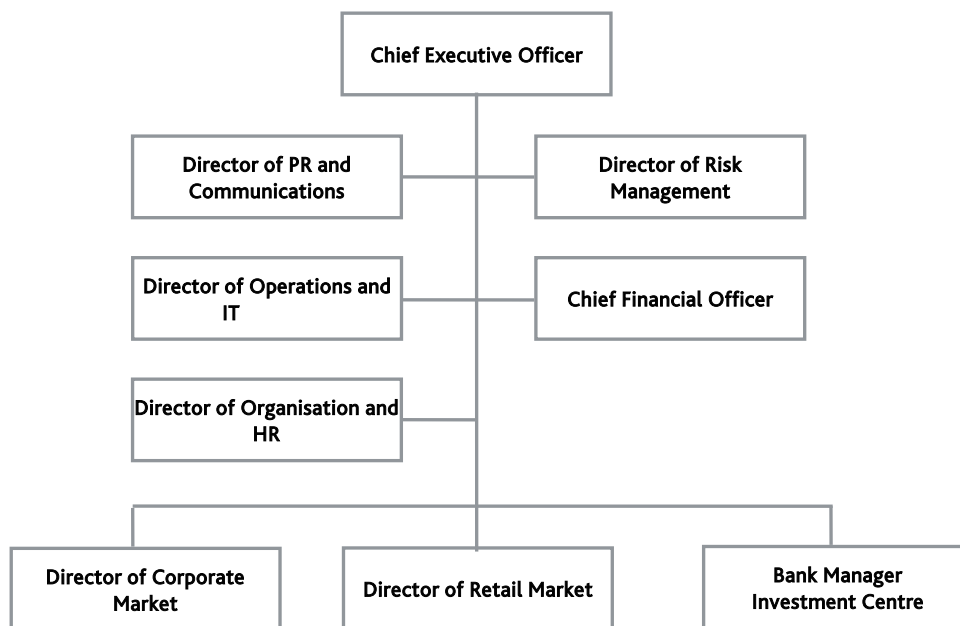 Chief Executive Officer
Director of PR and
Communications
Director of Risk
Management
Director of Operations and
IT
Chief Financial Officer
Director of Organisation and
HR
Director of Corporate
Market
Director of Retail Market
Bank Manager
Investment Centre